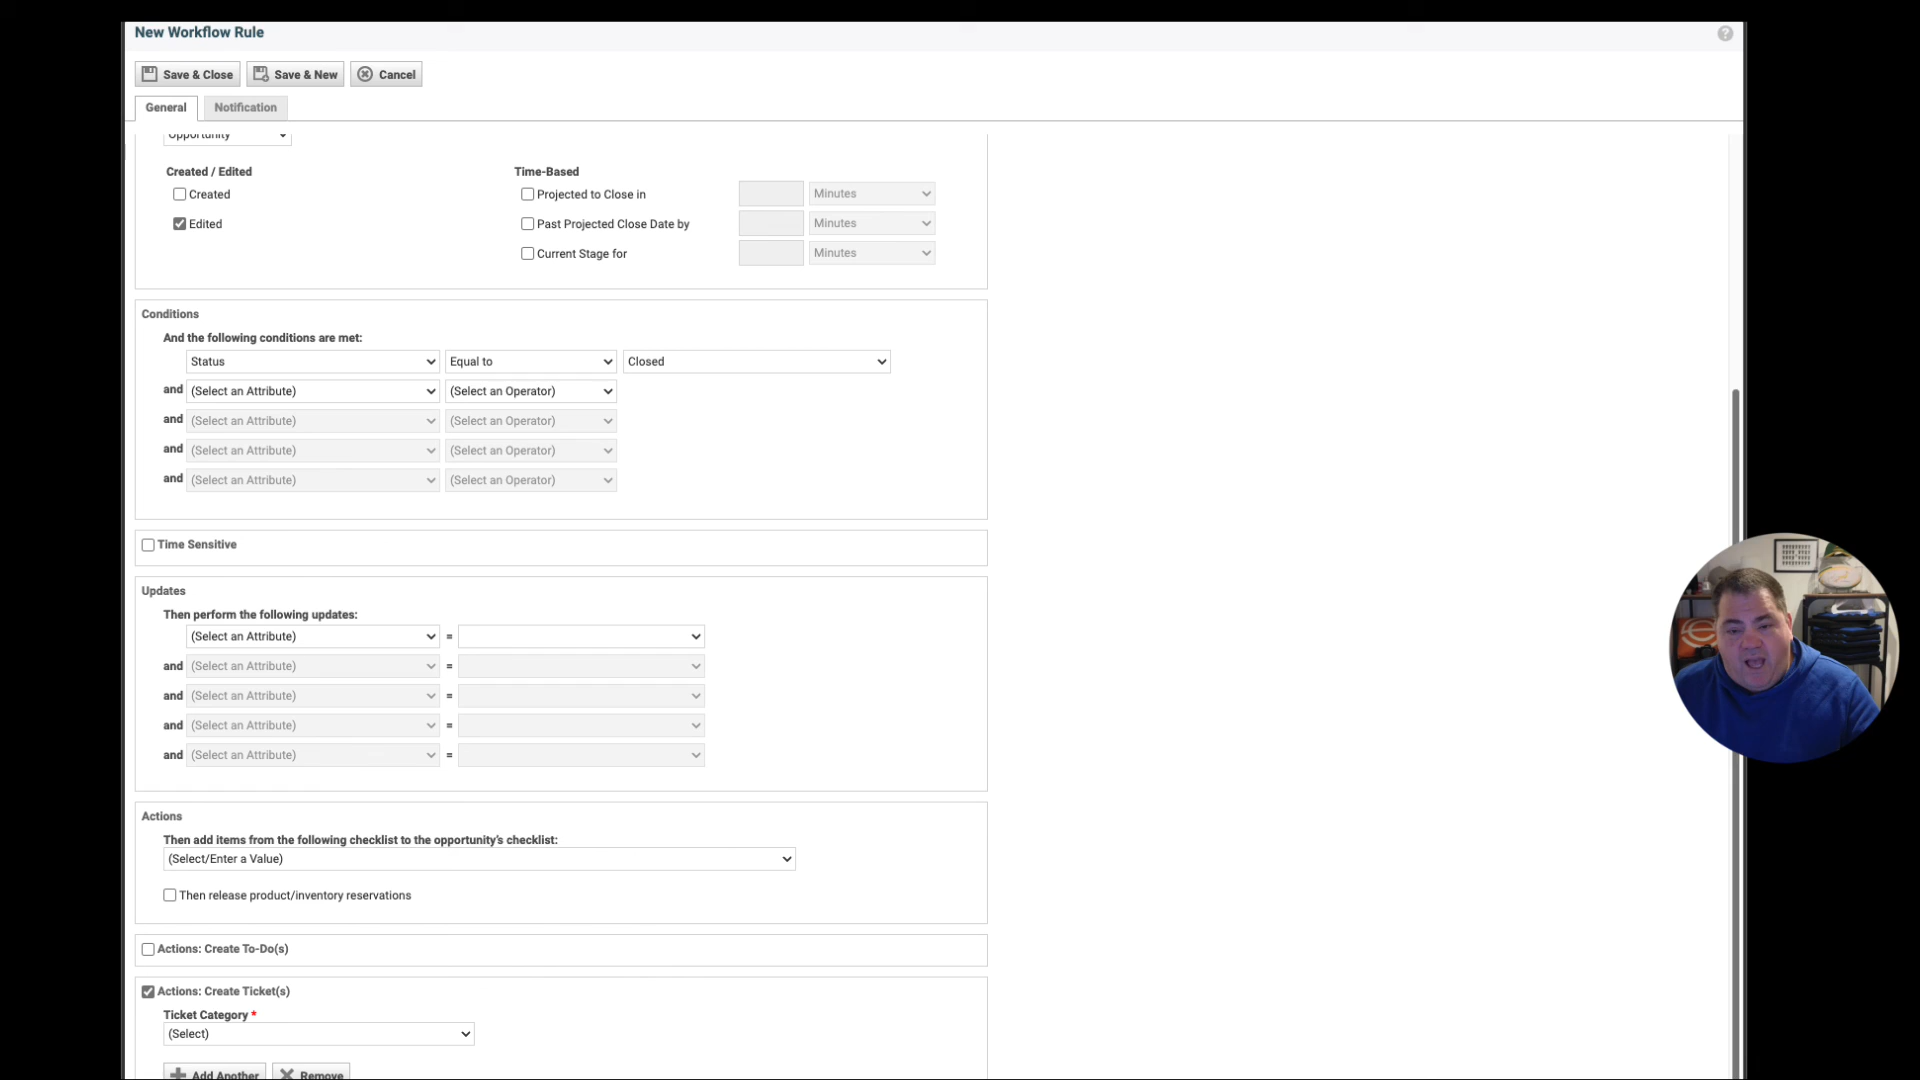 New Workflow Rule
Save & Close Save & New Cancel
General Notification
Opportunity
Created / Edited Time-Based
Created Projected to Close in Minutes
Edited Past Projected Close Date by Minutes
Current Stage for Minutes
Conditions
And the following conditions are met:
Status Equal to Closed
and (Select an Attribute) (Select an Operator)
and (Select an Attribute) (Select an Operator)
and (Select an Attribute) (Select an Operator)
and (Select an Attribute) (Select an Operator)
Time Sensitive
Updates
Then perform the following updates:
(Select an Attribute) =
and (Select an Attribute) =
and (Select an Attribute) =
and (Select an Attribute) =
and (Select an Attribute) =
Actions
Then add items from the following checklist to the opportunity's checklist:
(Select/Enter a Value)
Then release product/inventory reservations
Actions: Create To-Do(s)
Actions: Create Ticket(s)
Ticket Category *
(Select)
Add Another Remove